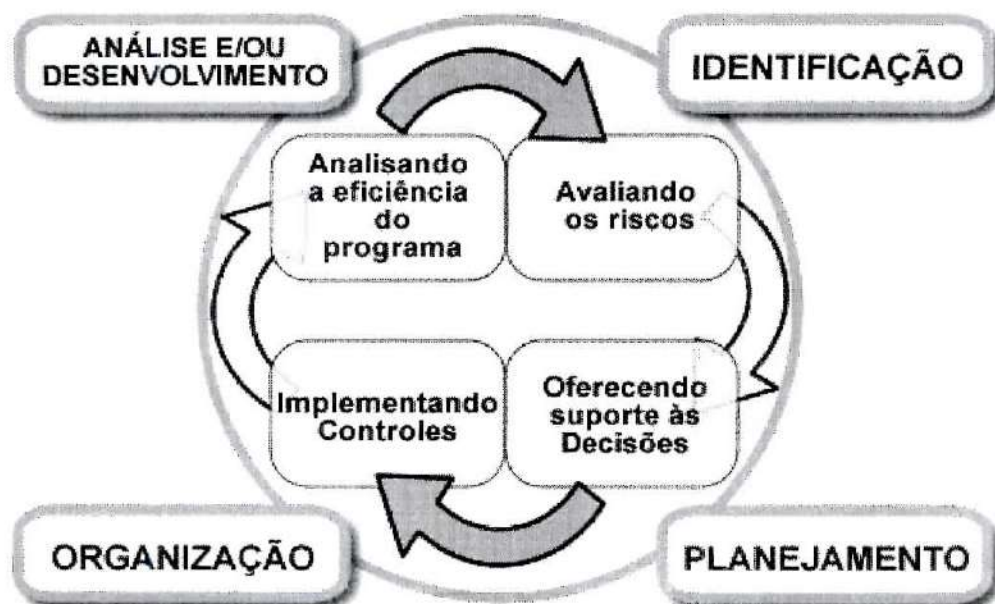 ANÁLISE E/OU
DESENVOLVIMENTO
IDENTIFICAÇÃO
Analisando
a eficiência
do
programa
Avaliando
os riscos
Implementando
Controles
Oferecendo
suporte às
Decisões
ORGANIZAÇÃO
PLANEJAMENTO